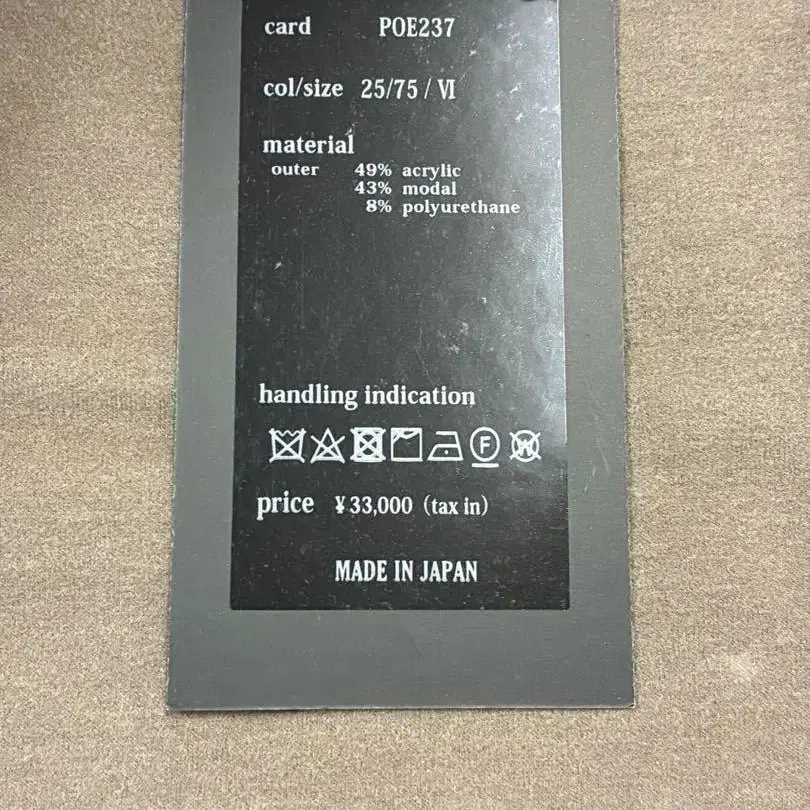 card POE237
col/size 25/75 / Ⅵ
material
outer 49% acrylic
43% modal
8% polyurethane
handling indication
F W
price ¥33,000 (tax in)
MADE IN JAPAN